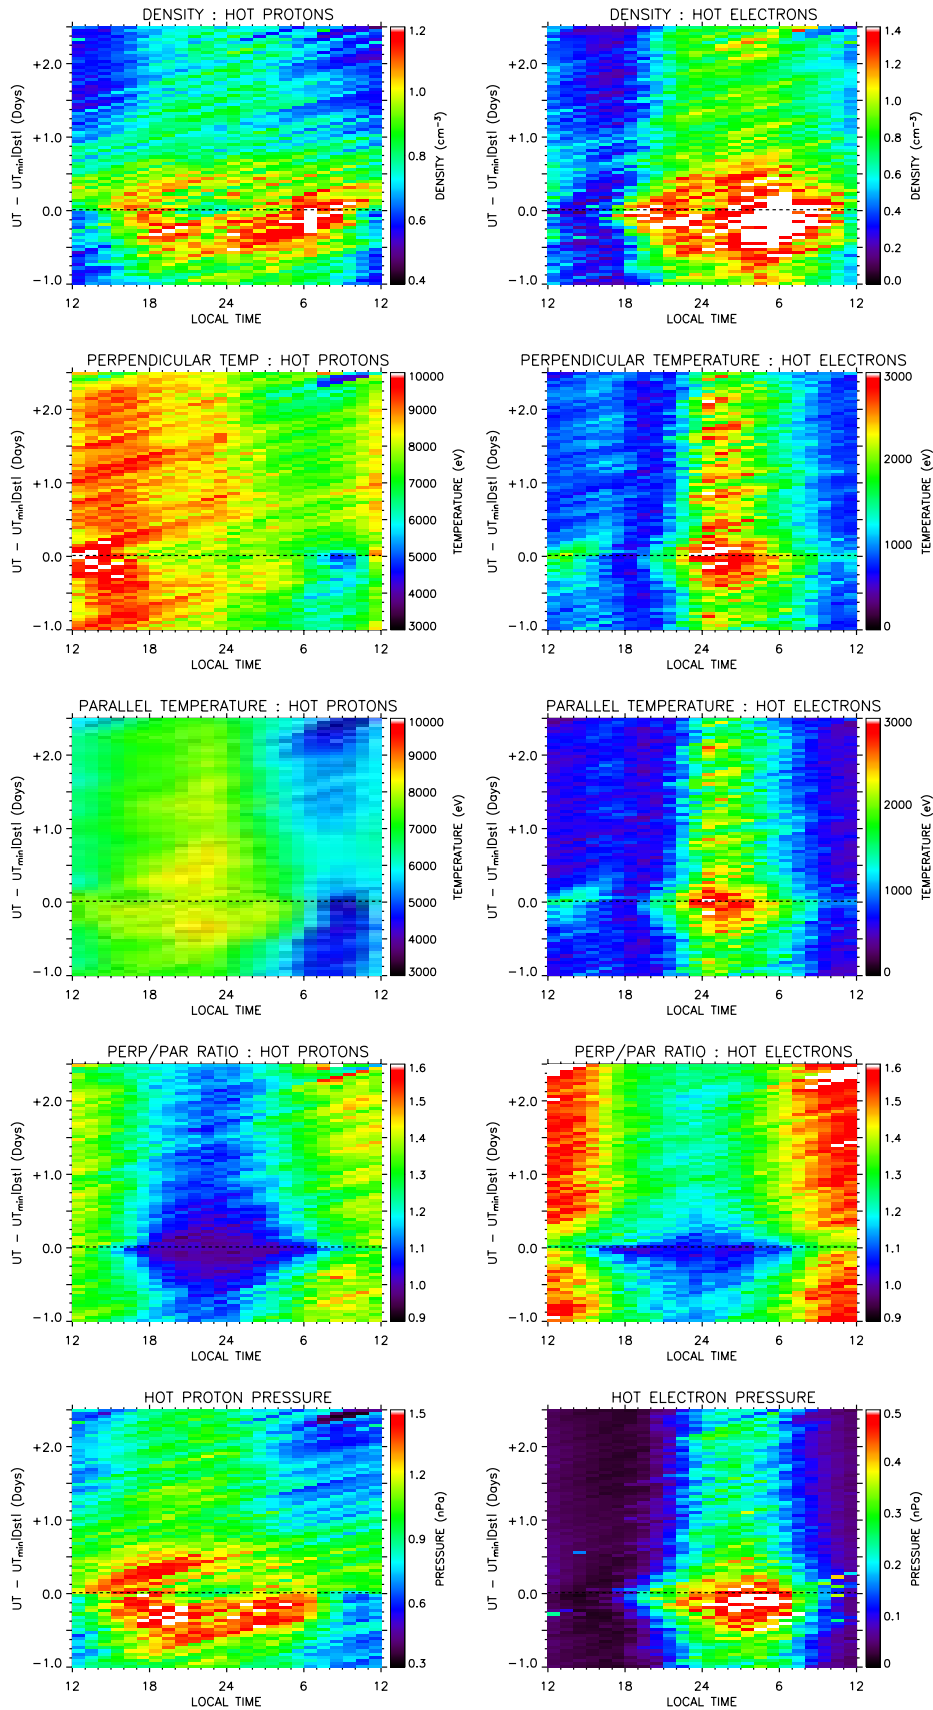 DENSITY : HOT PROTONS
UT − UTmin|Dst| (Days)
+2.0
+1.0
0.0
−1.0
12 18 24 6 12
LOCAL TIME
1.2
1.0
0.8
0.6
0.4
DENSITY (cm⁻³)
DENSITY : HOT ELECTRONS
UT − UTmin|Dst| (Days)
+2.0
+1.0
0.0
−1.0
12 18 24 6 12
LOCAL TIME
1.4
1.2
1.0
0.8
0.6
0.4
0.2
0.0
DENSITY (cm⁻³)
PERPENDICULAR TEMP : HOT PROTONS
UT − UTmin|Dst| (Days)
+2.0
+1.0
0.0
−1.0
12 18 24 6 12
LOCAL TIME
10000
9000
8000
7000
6000
5000
4000
3000
TEMPERATURE (eV)
PERPENDICULAR TEMPERATURE : HOT ELECTRONS
UT − UTmin|Dst| (Days)
+2.0
+1.0
0.0
−1.0
12 18 24 6 12
LOCAL TIME
3000
2000
1000
0
TEMPERATURE (eV)
PARALLEL TEMPERATURE : HOT PROTONS
UT − UTmin|Dst| (Days)
+2.0
+1.0
0.0
−1.0
12 18 24 6 12
LOCAL TIME
10000
9000
8000
7000
6000
5000
4000
3000
TEMPERATURE (eV)
PARALLEL TEMPERATURE : HOT ELECTRONS
UT − UTmin|Dst| (Days)
+2.0
+1.0
0.0
−1.0
12 18 24 6 12
LOCAL TIME
3000
2000
1000
0
TEMPERATURE (eV)
PERP/PAR RATIO : HOT PROTONS
UT − UTmin|Dst| (Days)
+2.0
+1.0
0.0
−1.0
12 18 24 6 12
LOCAL TIME
1.6
1.5
1.4
1.3
1.2
1.1
1.0
0.9
PERP/PAR RATIO : HOT ELECTRONS
UT − UTmin|Dst| (Days)
+2.0
+1.0
0.0
−1.0
12 18 24 6 12
LOCAL TIME
1.6
1.5
1.4
1.3
1.2
1.1
1.0
0.9
HOT PROTON PRESSURE
UT − UTmin|Dst| (Days)
+2.0
+1.0
0.0
−1.0
12 18 24 6 12
LOCAL TIME
1.5
1.2
0.9
0.6
0.3
PRESSURE (nPa)
HOT ELECTRON PRESSURE
UT − UTmin|Dst| (Days)
+2.0
+1.0
0.0
−1.0
12 18 24 6 12
LOCAL TIME
0.5
0.4
0.3
0.2
0.1
0
PRESSURE (nPa)